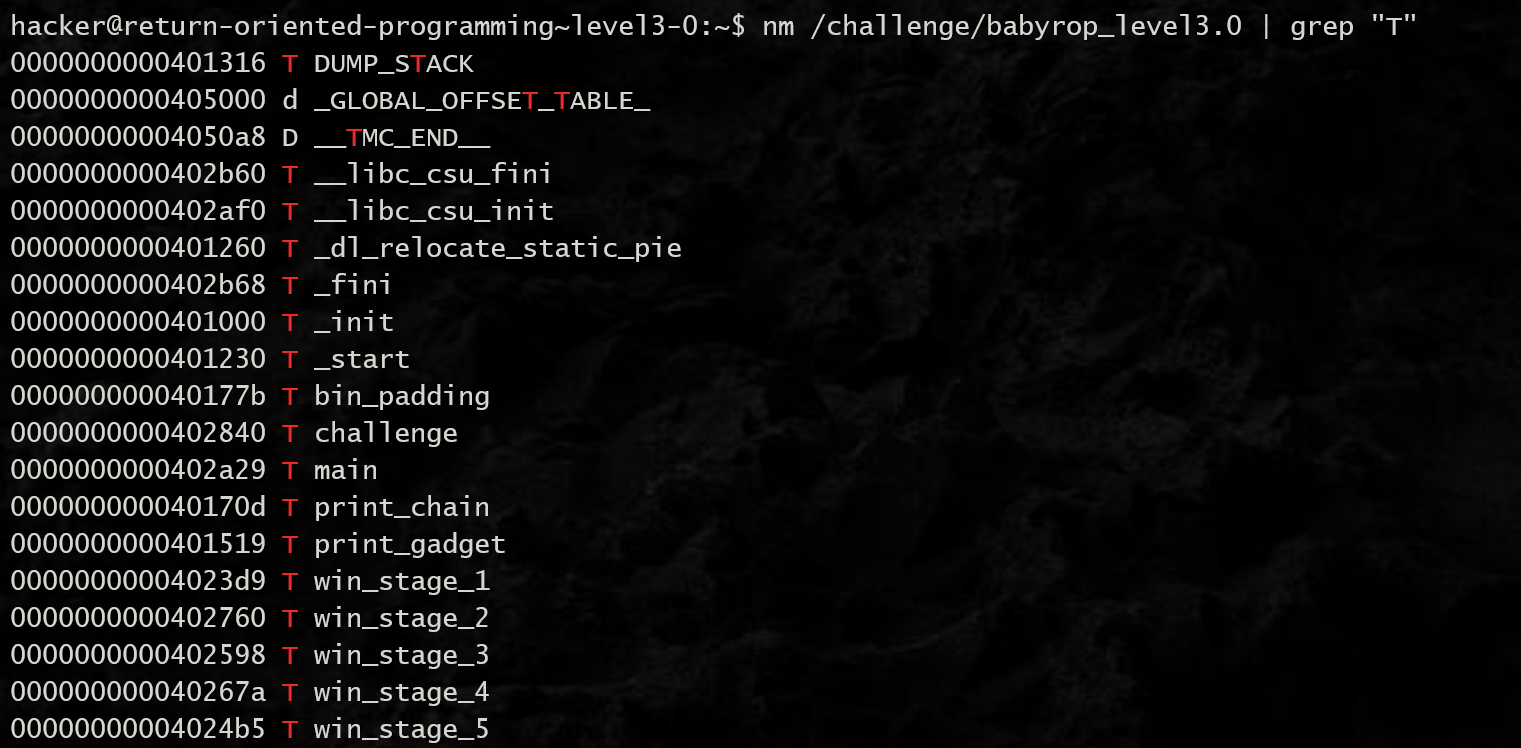 hacker@return-oriented-programming~level3-0:~$ nm /challenge/babyrop_level3.0 | grep "T"
0000000000401316 T DUMP_STACK
0000000000405000 d _GLOBAL_OFFSET_TABLE_
00000000004050a8 D __TMC_END__
0000000000402b60 T __libc_csu_fini
0000000000402af0 T __libc_csu_init
0000000000401260 T _dl_relocate_static_pie
0000000000402b68 T _fini
0000000000401000 T _init
0000000000401230 T _start
000000000040177b T bin_padding
0000000000402840 T challenge
0000000000402a29 T main
000000000040170d T print_chain
0000000000401519 T print_gadget
00000000004023d9 T win_stage_1
0000000000402760 T win_stage_2
0000000000402598 T win_stage_3
000000000040267a T win_stage_4
00000000004024b5 T win_stage_5